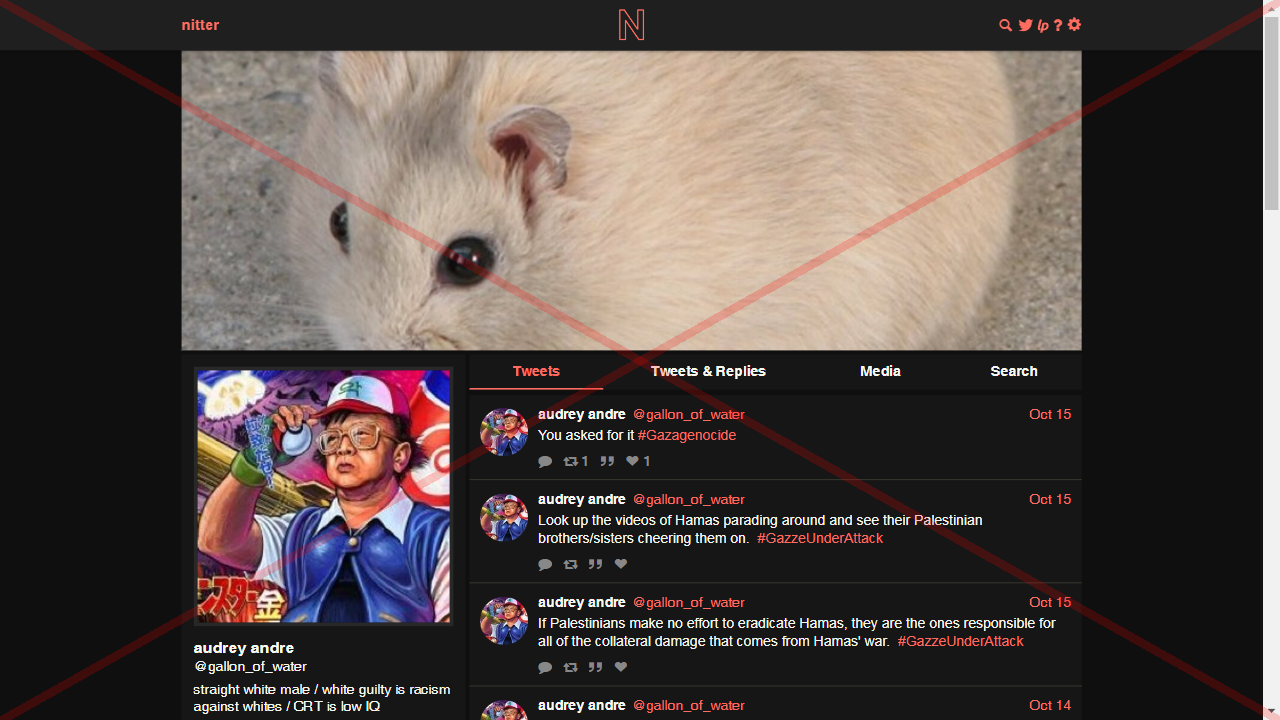 nitter
N
lp ?
Tweets Tweets & Replies Media Search
audrey andre @gallon_of_water Oct 15
You asked for it #Gazagenocide
1 1
audrey andre @gallon_of_water Oct 15
Look up the videos of Hamas parading around and see their Palestinian
brothers/sisters cheering them on. #GazzeUnderAttack
audrey andre @gallon_of_water Oct 15
If Palestinians make no effort to eradicate Hamas, they are the ones responsible for
all of the collateral damage that comes from Hamas' war. #GazzeUnderAttack
audrey andre @gallon_of_water Oct 14
audrey andre
@gallon_of_water
straight white male / white guilty is racism
against whites / CRT is low IQ